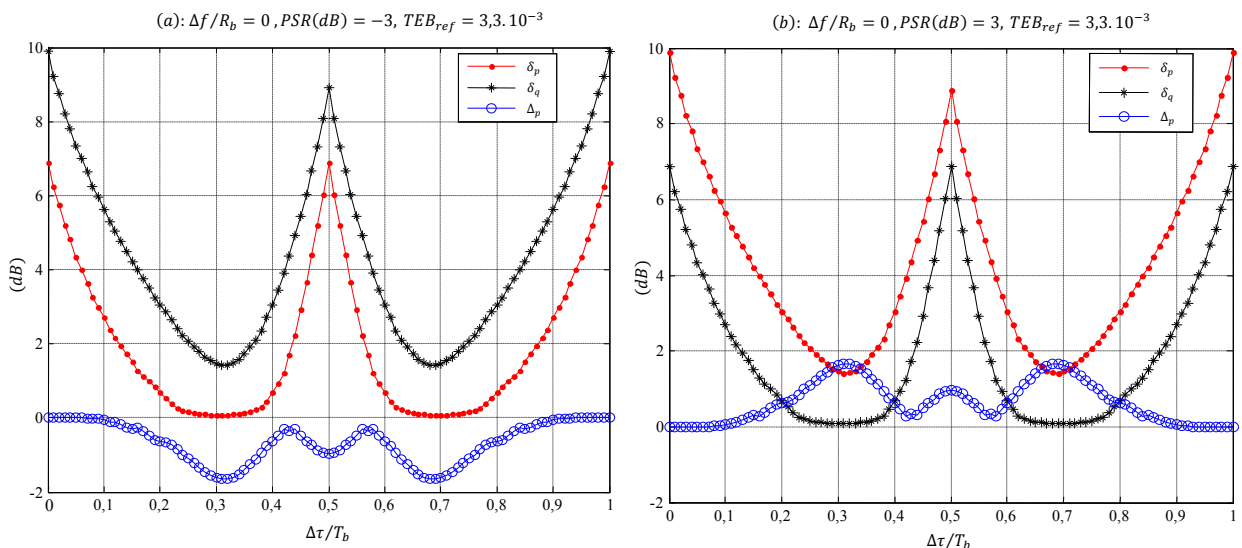 (a): Δf/R_b = 0 , PSR(dB) = −3, TEB_ref = 3,3.10^−3
10
8
6
4
2
0
-2
(dB)
0 0,1 0,2 0,3 0,4 0,5 0,6 0,7 0,8 0,9 1
Δτ/T_b
δ_p
δ_q
Δ_p
(b): Δf/R_b = 0 , PSR(dB) = 3, TEB_ref = 3,3.10^−3
10
8
6
4
2
0
-2
(dB)
0 0,1 0,2 0,3 0,4 0,5 0,6 0,7 0,8 0,9 1
Δτ/T_b
δ_p
δ_q
Δ_p